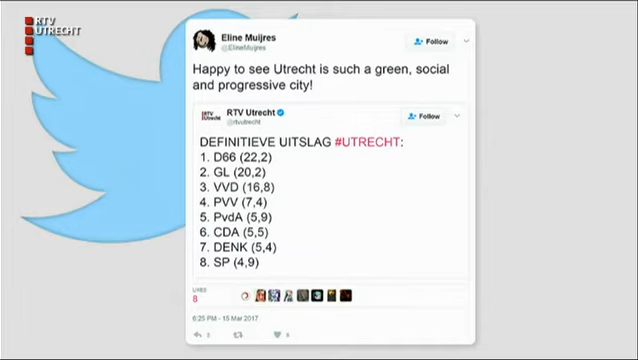 RTV
UTRECHT
Eline Muijres
@ElineMuijres
Follow
Happy to see Utrecht is such a green, social
and progressive city!
RTV Utrecht
@rtvutrecht
Follow
DEFINITIEVE UITSLAG #UTRECHT:
1. D66 (22,2)
2. GL (20,2)
3. VVD (16,8)
4. PVV (7,4)
5. PvdA (5,9)
6. CDA (5,5)
7. DENK (5,4)
8. SP (4,9)
LIKES
8
6:25 PM - 15 Mar 2017
8